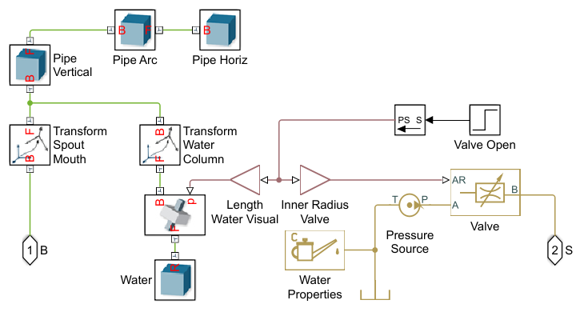 F
B
Pipe
Vertical
B
F
Pipe Arc
B
Pipe Horiz
F
B
Transform
Spout
Mouth
B
F
Transform
Water
Column
PS S
Valve Open
B
p
F
Length
Water Visual
Inner Radius
Valve
AR
A
B
Valve
T
P
Pressure
Source
C
Water
Properties
F
Water
1
B
2
S